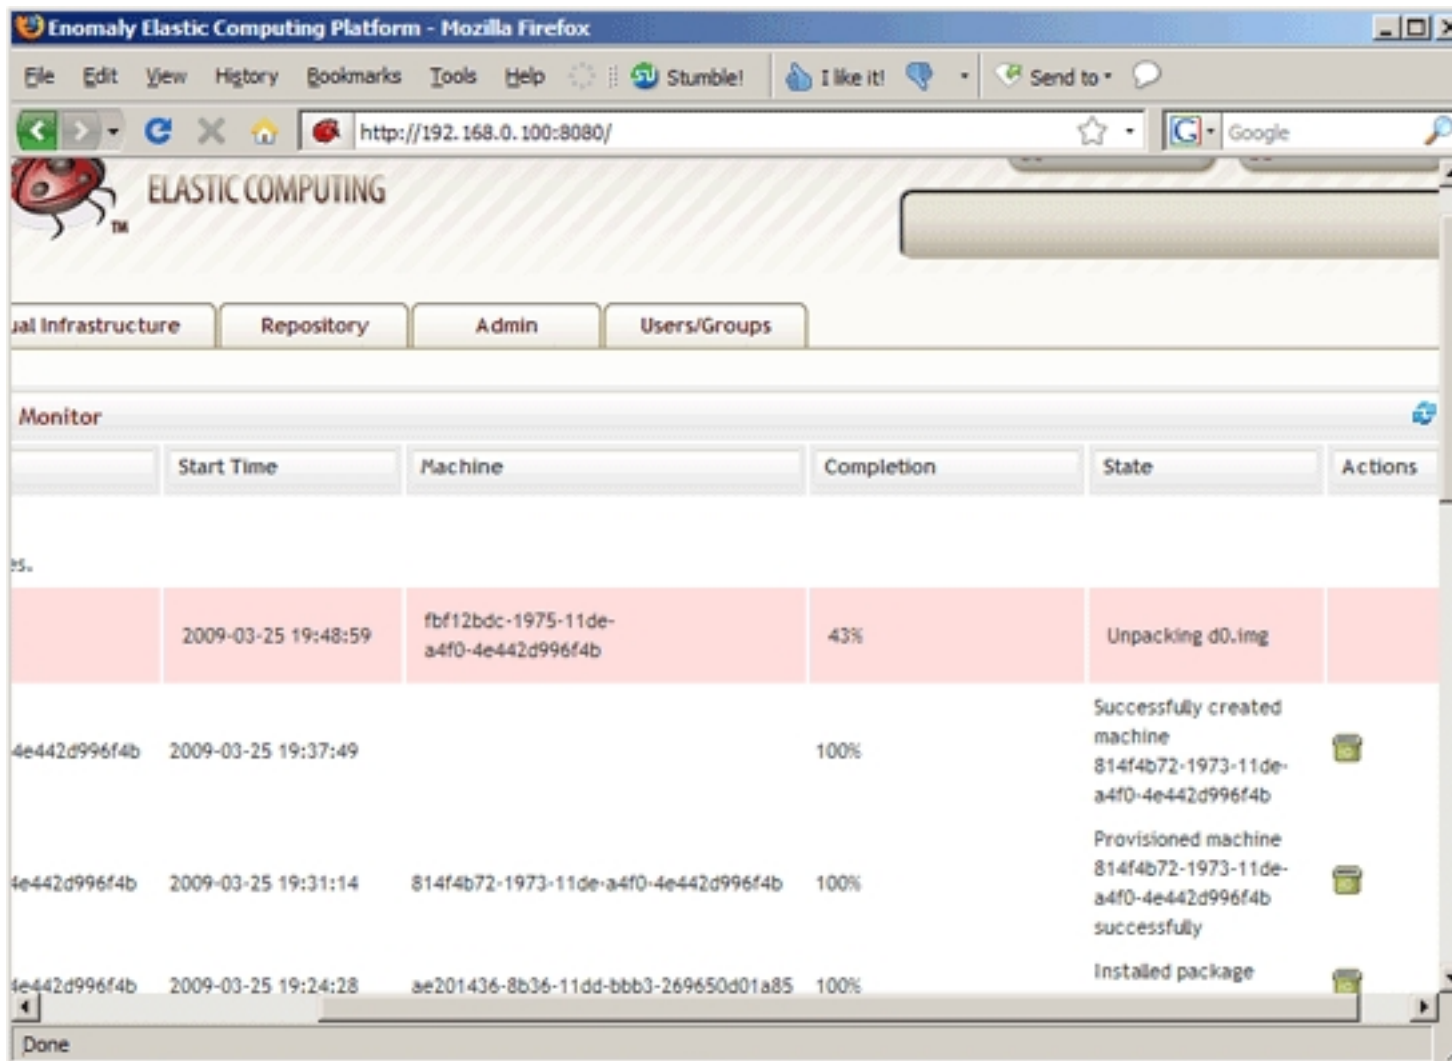 Enomaly Elastic Computing Platform - Mozilla Firefox
File Edit View History Bookmarks Tools Help Stumble! I like it! Send to
http://192.168.0.100:8080/ Google
ELASTIC COMPUTING
TM
ual Infrastructure Repository Admin Users/Groups
Monitor
Start Time Machine Completion State Actions
es.
2009-03-25 19:48:59 fbf12bdc-1975-11de-
a4f0-4e442d996f4b 43% Unpacking d0.img
4e442d996f4b 2009-03-25 19:37:49 100% Successfully created
machine
814f4b72-1973-11de-
a4f0-4e442d996f4b
4e442d996f4b 2009-03-25 19:31:14 814f4b72-1973-11de-a4f0-4e442d996f4b 100% Provisioned machine
814f4b72-1973-11de-
a4f0-4e442d996f4b
successfully
4e442d996f4b 2009-03-25 19:24:28 ae201436-8b36-11dd-bbb3-269650d01a85 100% Installed package
Done